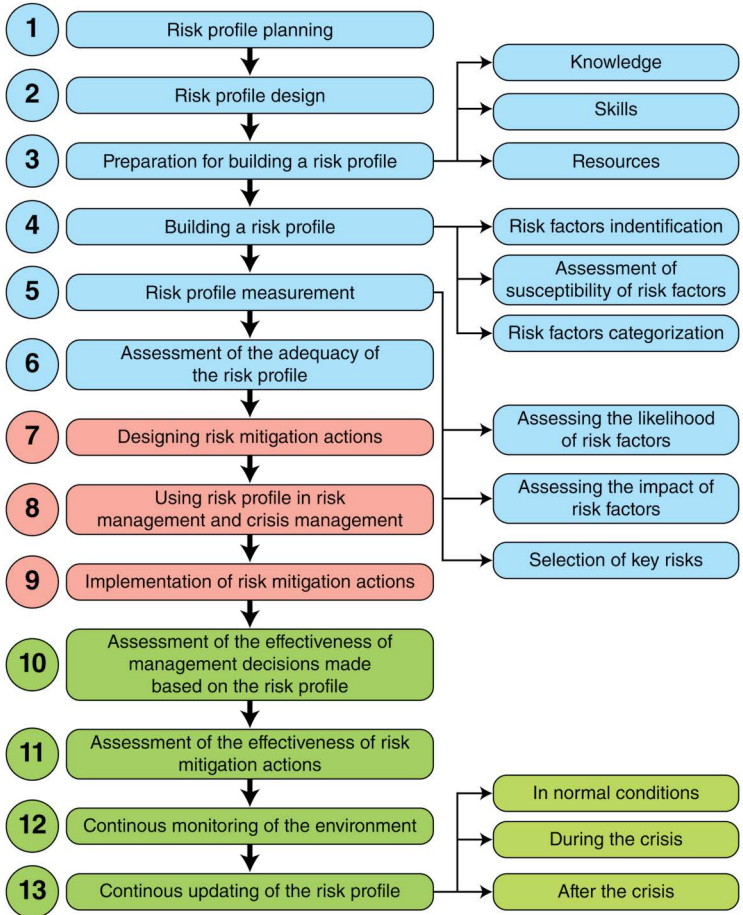 1
Risk profile planning
2
Risk profile design
3
Preparation for building a risk profile
Knowledge
Skills
Resources
4
Building a risk profile
Risk factors indentification
Assessment of
susceptibility of risk factors
Risk factors categorization
5
Risk profile measurement
Assessing the likelihood
of risk factors
Assessing the impact of
risk factors
Selection of key risks
6
Assessment of the adequacy of
the risk profile
7
Designing risk mitigation actions
8
Using risk profile in risk
management and crisis management
9
Implementation of risk mitigation actions
10
Assessment of the effectiveness of
management decisions made
based on the risk profile
11
Assessment of the effectiveness of risk
mitigation actions
12
Continous monitoring of the environment
13
Continous updating of the risk profile
In normal conditions
During the crisis
After the crisis